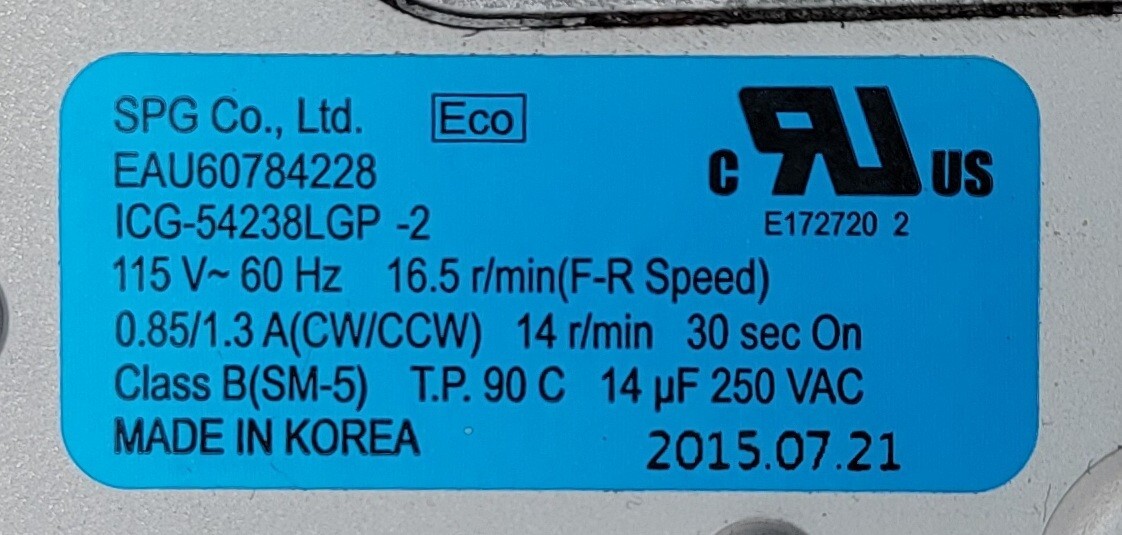 SPG Co., Ltd. Eco
EAU60784228
ICG-54238LGP -2
C RU US
E172720 2
115 V~ 60 Hz 16.5 r/min(F-R Speed)
0.85/1.3 A(CW/CCW) 14 r/min 30 sec On
Class B(SM-5) T.P. 90 C 14 µF 250 VAC
MADE IN KOREA 2015.07.21